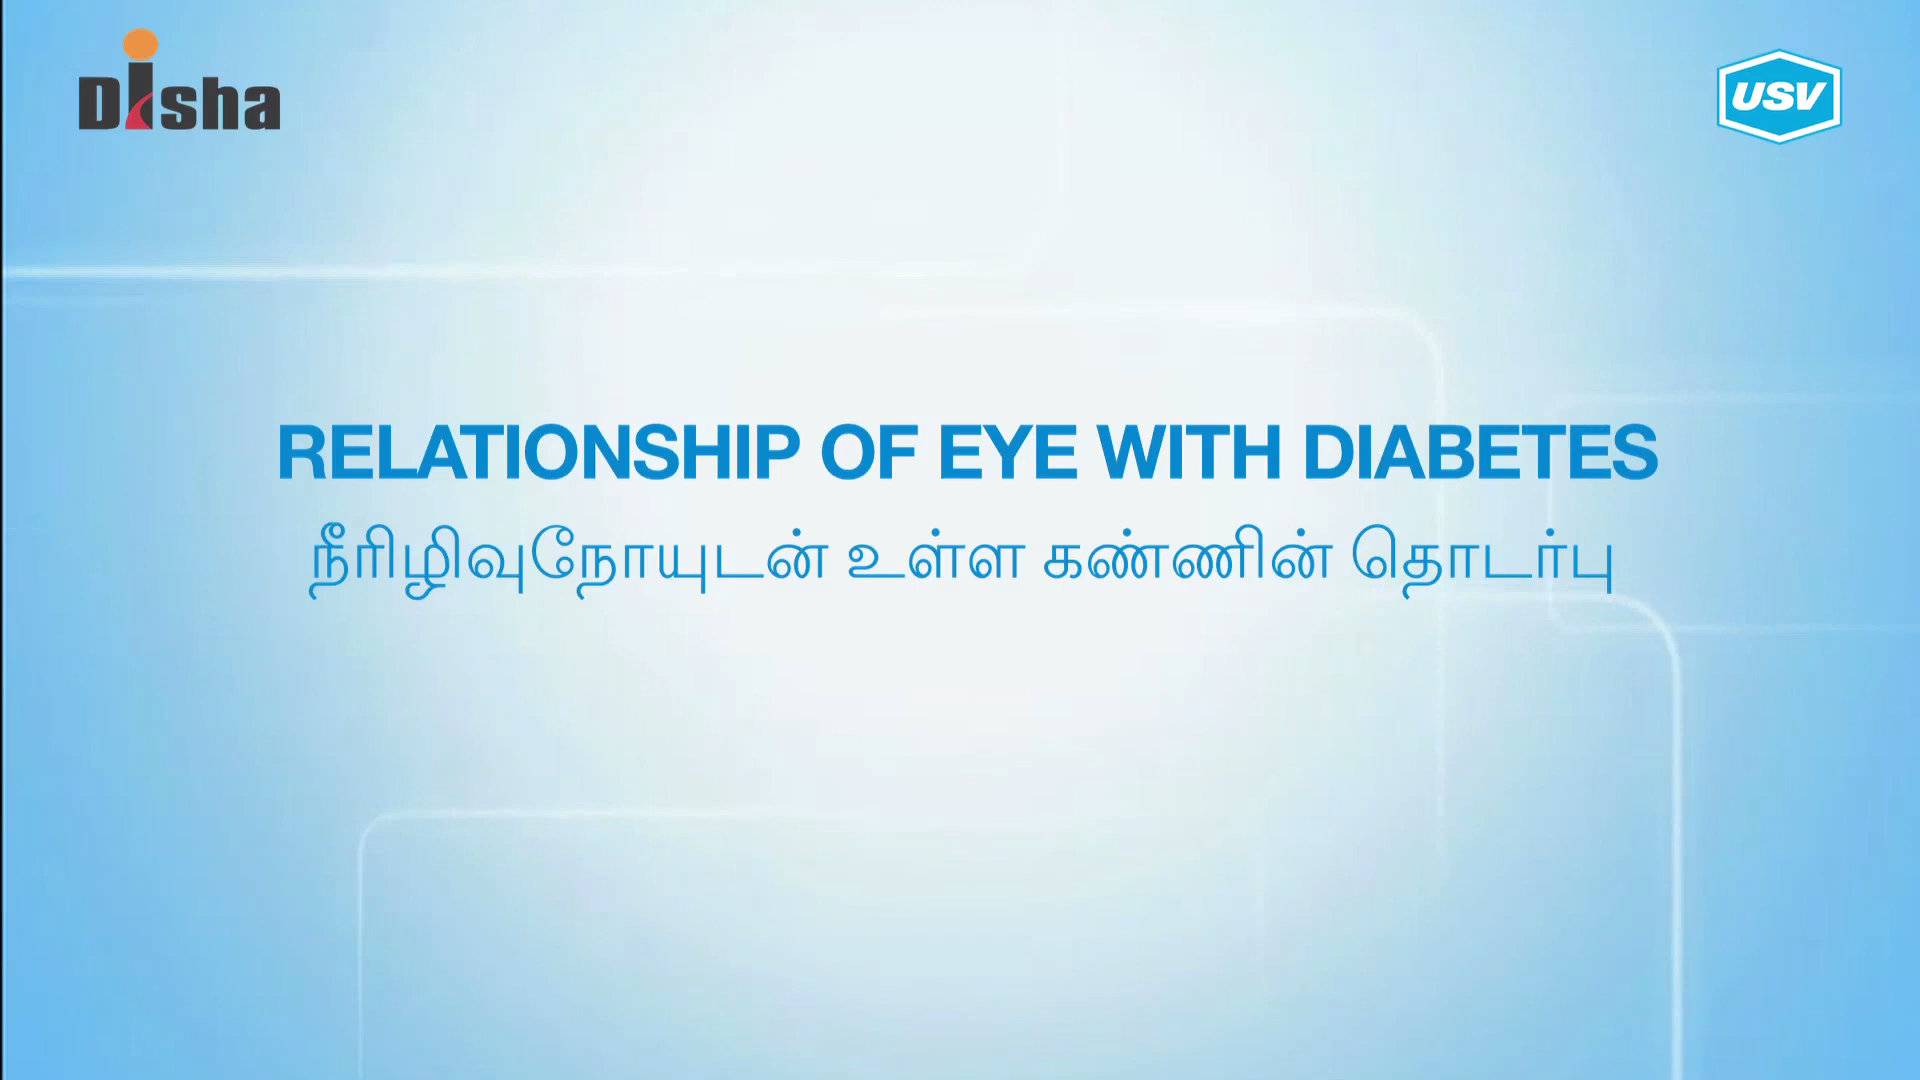 Disha
USV
RELATIONSHIP OF EYE WITH DIABETES
நீரிழிவுநோயுடன் உள்ள கண்ணின் தொடர்பு